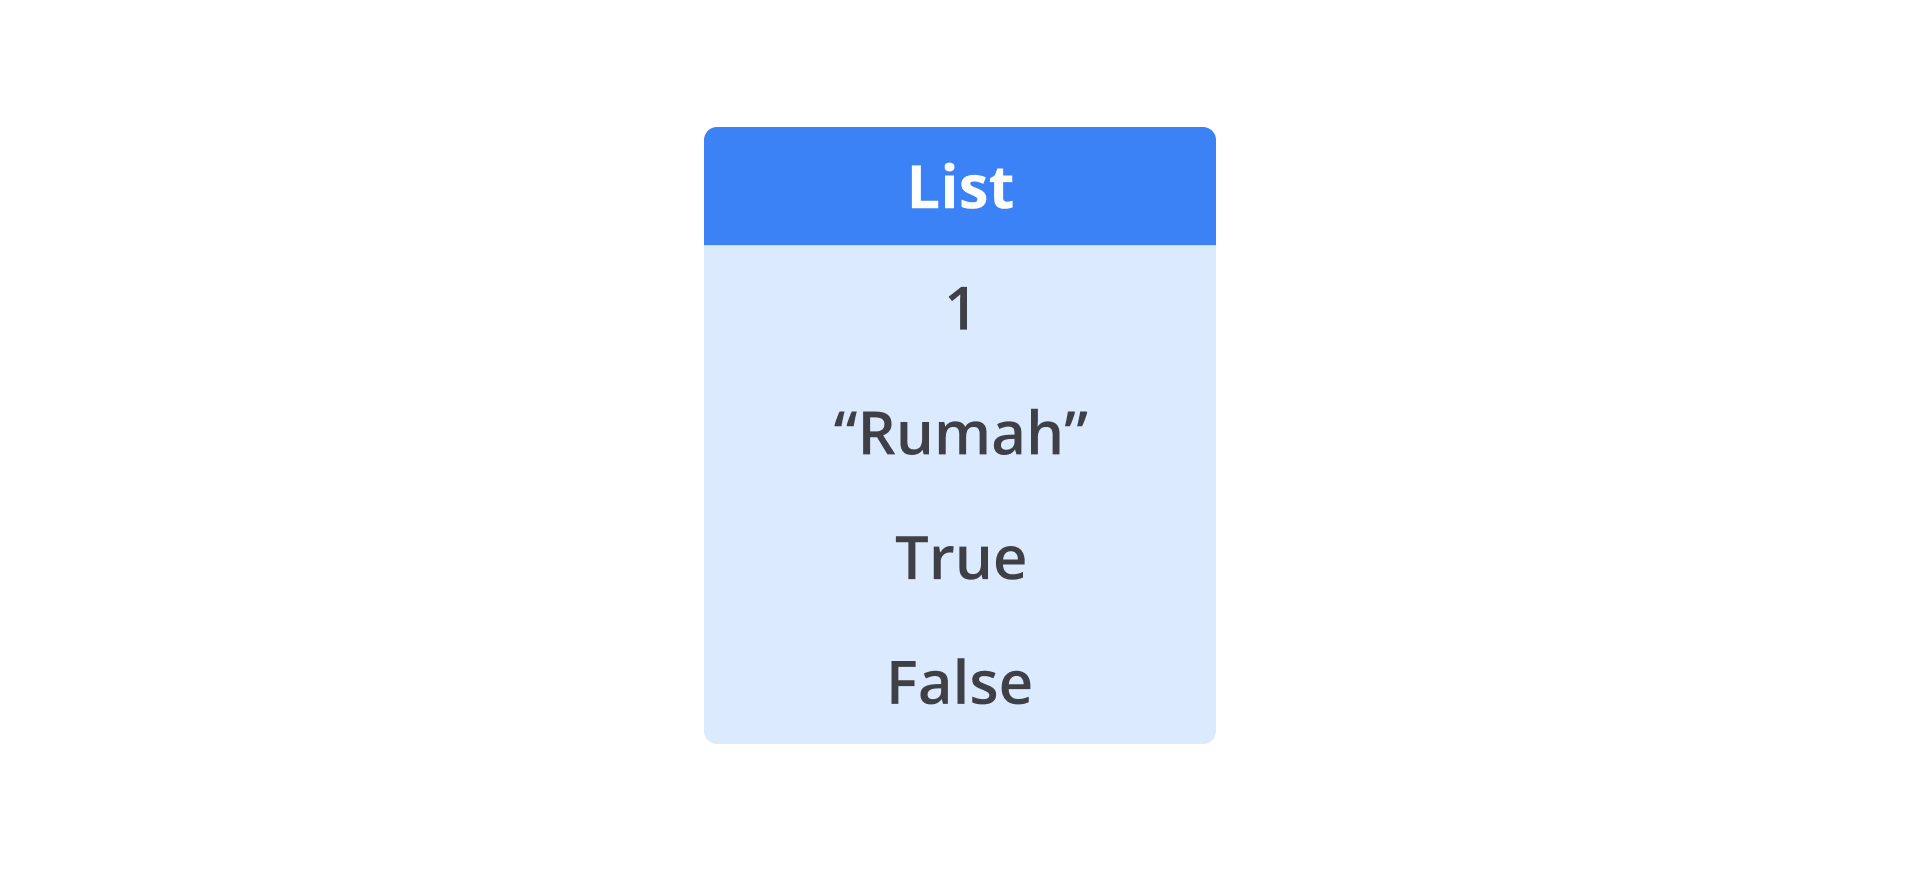 List
1
“Rumah”
True
False